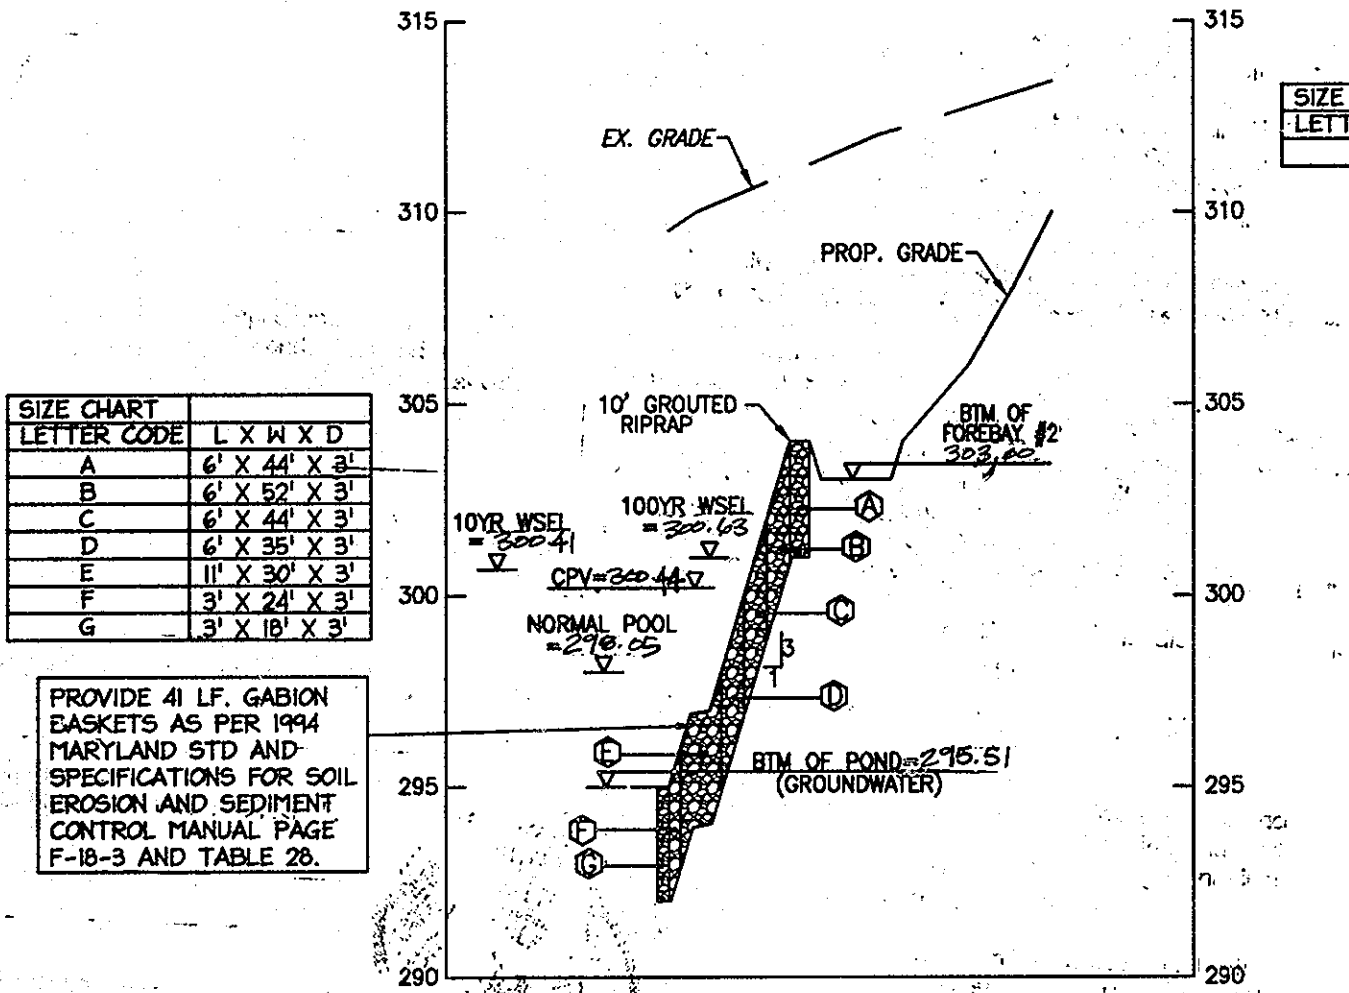 315
315
SIZE
LETT
EX. GRADE
310
310
PROP. GRADE
SIZE CHART
LETTER CODE L X W X D
A 6' X 44' X 3'
B 6' X 52' X 3'
C 6' X 44' X 3'
D 6' X 35' X 3'
E 11' X 30' X 3'
F 3' X 24' X 3'
G 3' X 18' X 3'
305
305
10' GROUTED
RIPRAP
BTM. OF
FOREBAY #2
303.00
A
10YR WSEL
= 300.41
100YR WSEL
= 300.63
B
CPV=300.44
300
300
C
NORMAL POOL
=298.05
3
1
D
PROVIDE 41 LF. GABION
BASKETS AS PER 1994
MARYLAND STD AND
SPECIFICATIONS FOR SOIL
EROSION AND SEDIMENT
CONTROL MANUAL PAGE
F-18-3 AND TABLE 28.
E
BTM OF POND=295.51
(GROUNDWATER)
295
295
F
G
290
290